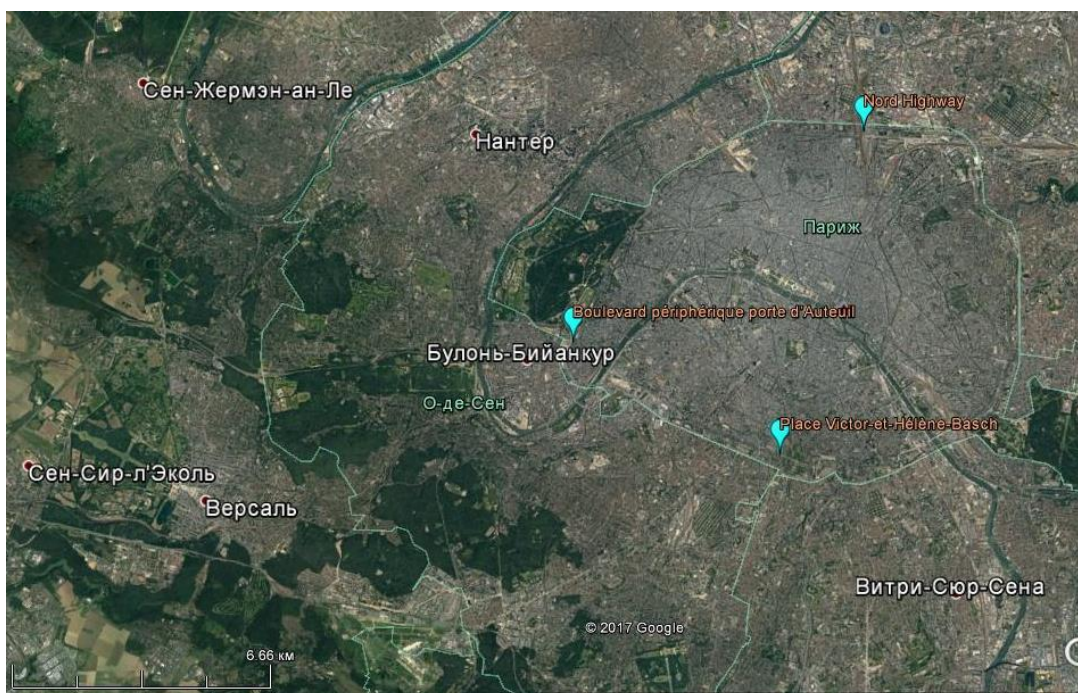 Nord Highway
Сен-Жермэн-ан-Ле
Нантер
Париж
Boulevard périphérique porte d'Auteuil
Булонь-Бийанкур
О-де-Сен
Place Victor-et-Hélène-Basch
Сен-Сир-л'Эколь
Версаль
Витри-Сюр-Сена
© 2017 Google
6.66 км